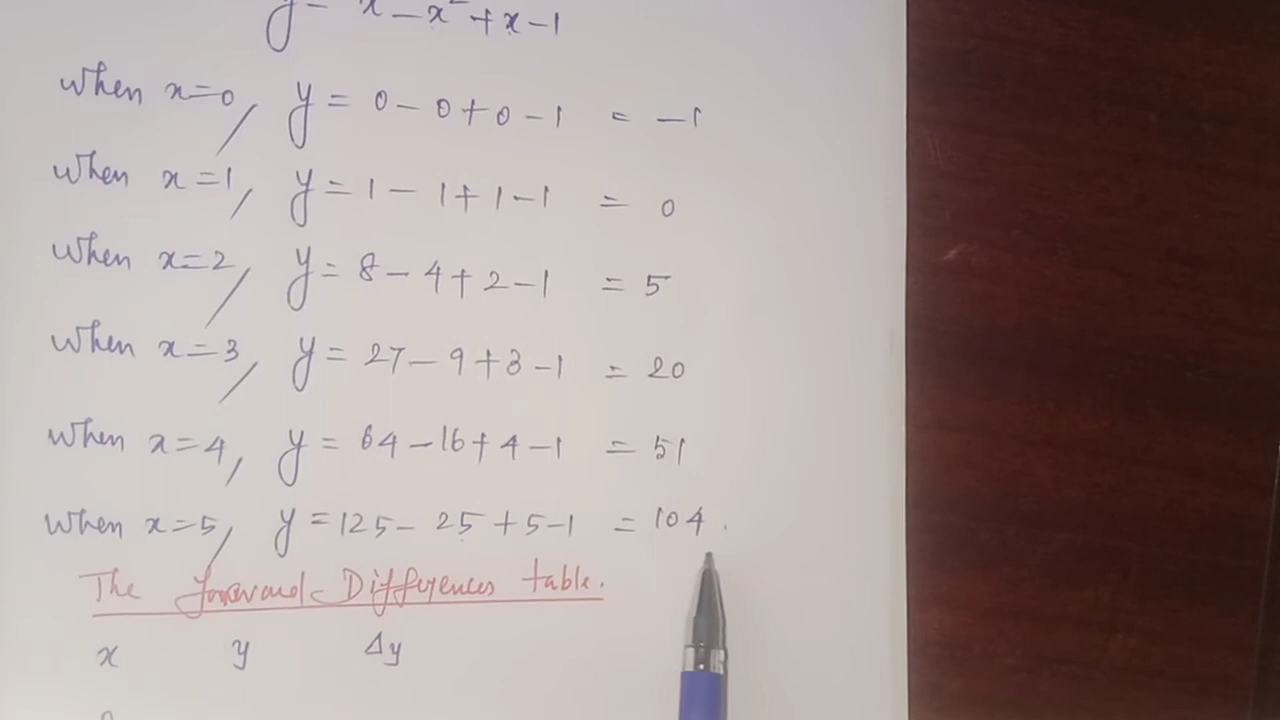 y = x - x² + x - 1
when x=0, y = 0 - 0 + 0 - 1 = -1
when x=1, y = 1 - 1 + 1 - 1 = 0
when x=2, y = 8 - 4 + 2 - 1 = 5
when x=3, y = 27 - 9 + 3 - 1 = 20
when x=4, y = 64 - 16 + 4 - 1 = 51
when x=5, y = 125 - 25 + 5 - 1 = 104.
The forward Differences table.
x y Δy